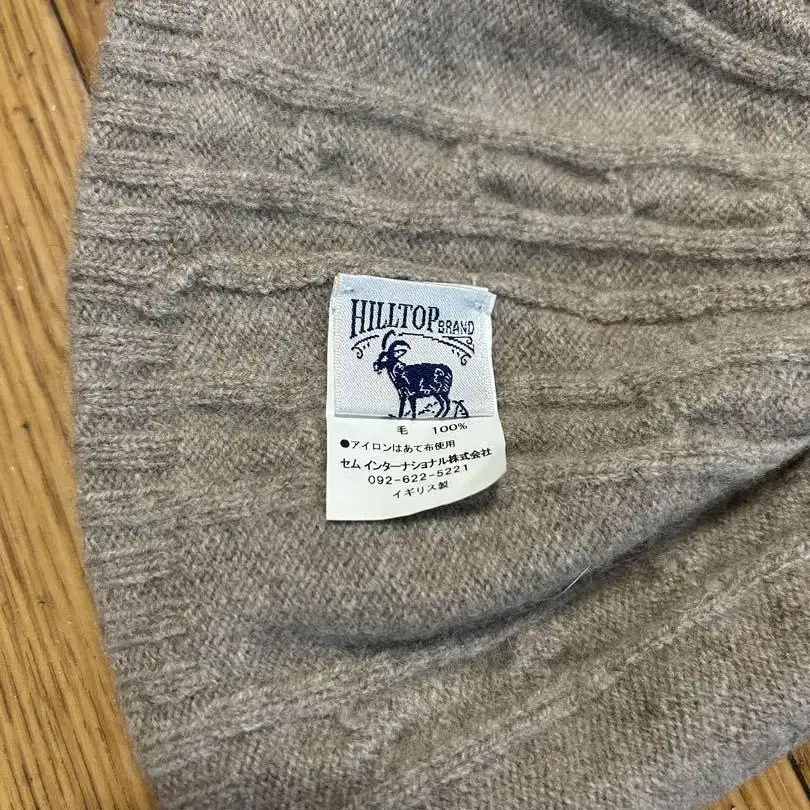 HILLTOP BRAND
毛 100%
●アイロンはあて布使用
セム インターナショナル株式会社
092-622-5221
イギリス製